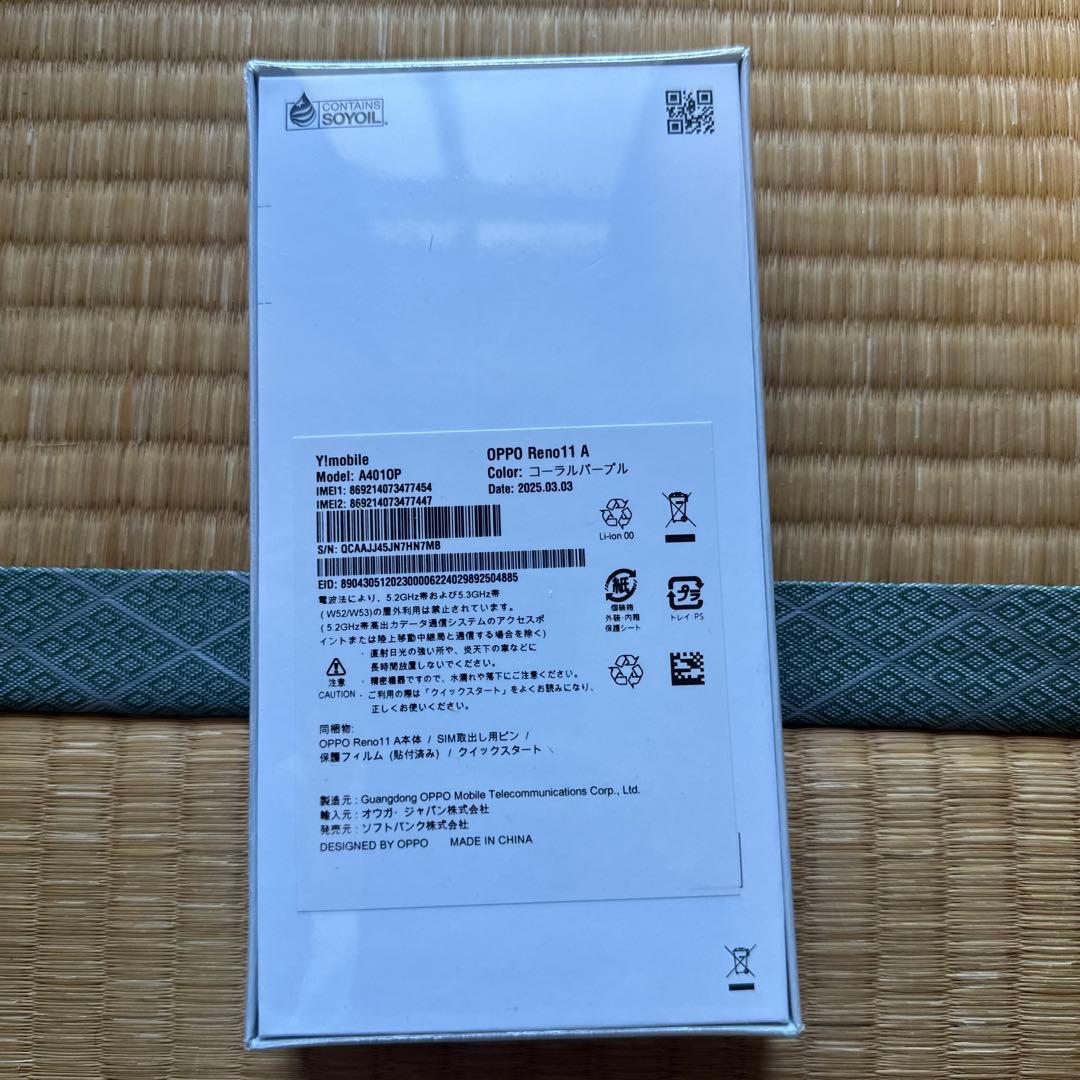 CONTAINS
SOYOIL
Y!mobile
OPPO Reno11 A
Model: A401OP
Color: コーラルパープル
IMEI1: 869214073477454
Date: 2025.03.03
IMEI2: 869214073477447
S/N: QCAAJJ45JN7HN7MB
Li-ion 00
EID: 89043051202300006224029892504885
電波法により、5.2GHz帯および5.3GHz帯
(W52/W53)の屋外利用は禁止されています。
(5.2GHz帯高出力データ通信システムのアクセスポ
イントまたは陸上移動中継局と通信する場合を除く)
紙
個装箱
外装・内箱
保護シート
プラ
トレイ:PS
注意
CAUTION
・直射日光の強い所や、炎天下の車などに
長時間放置しないでください。
・精密機器ですので、水濡れや落下にご注意ください。
・ご利用の際は「クイックスタート」をよくお読みになり、
正しくお使いください。
同梱物:
OPPO Reno11 A本体 / SIM取出し用ピン /
保護フィルム (貼付済み) / クイックスタート
製造元 : Guangdong OPPO Mobile Telecommunications Corp., Ltd.
輸入元 : オウガ・ジャパン株式会社
発売元 : ソフトバンク株式会社
DESIGNED BY OPPO MADE IN CHINA